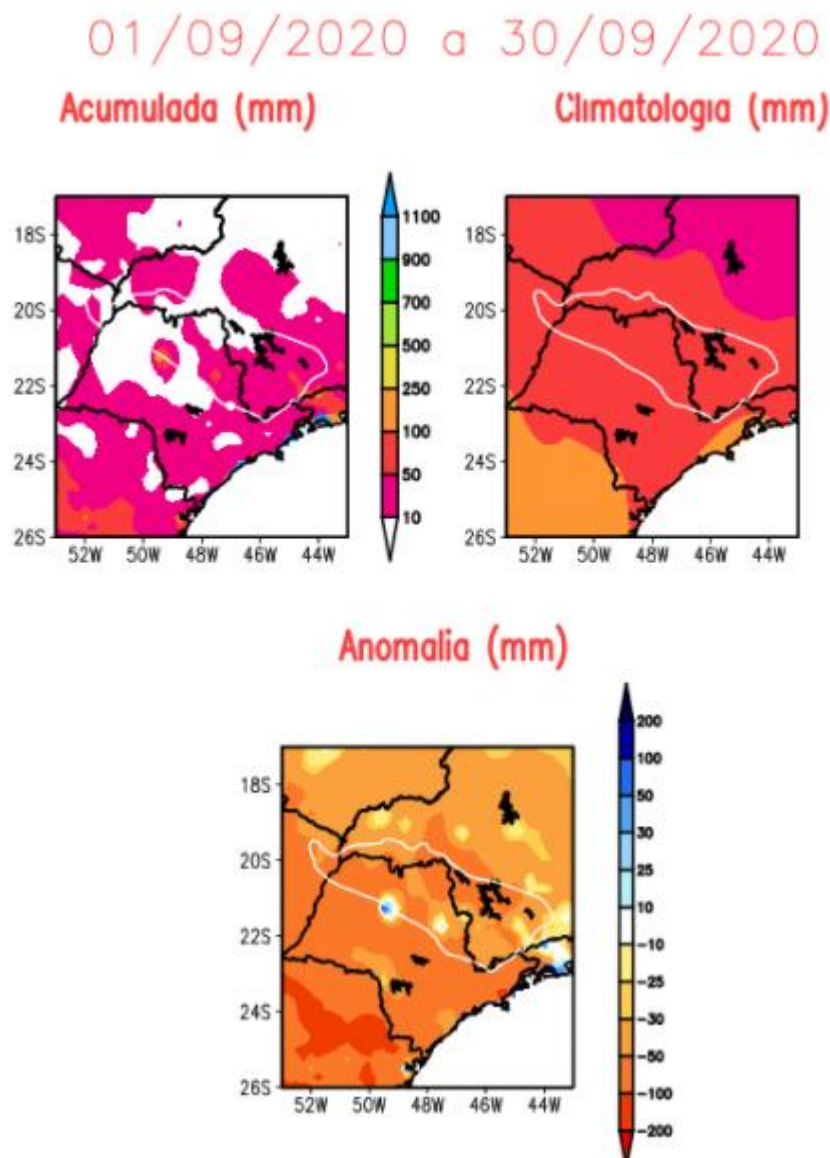 01/09/2020 a 30/09/2020
Acumulada (mm)
Climatologia (mm)
18S
20S
22S
24S
26S
52W 50W 48W 46W 44W
1100
900
700
500
250
100
50
10
18S
20S
22S
24S
26S
52W 50W 48W 46W 44W
Anomalia (mm)
18S
20S
22S
24S
26S
52W 50W 48W 46W 44W
200
100
50
30
25
10
-10
-25
-30
-50
-100
-200